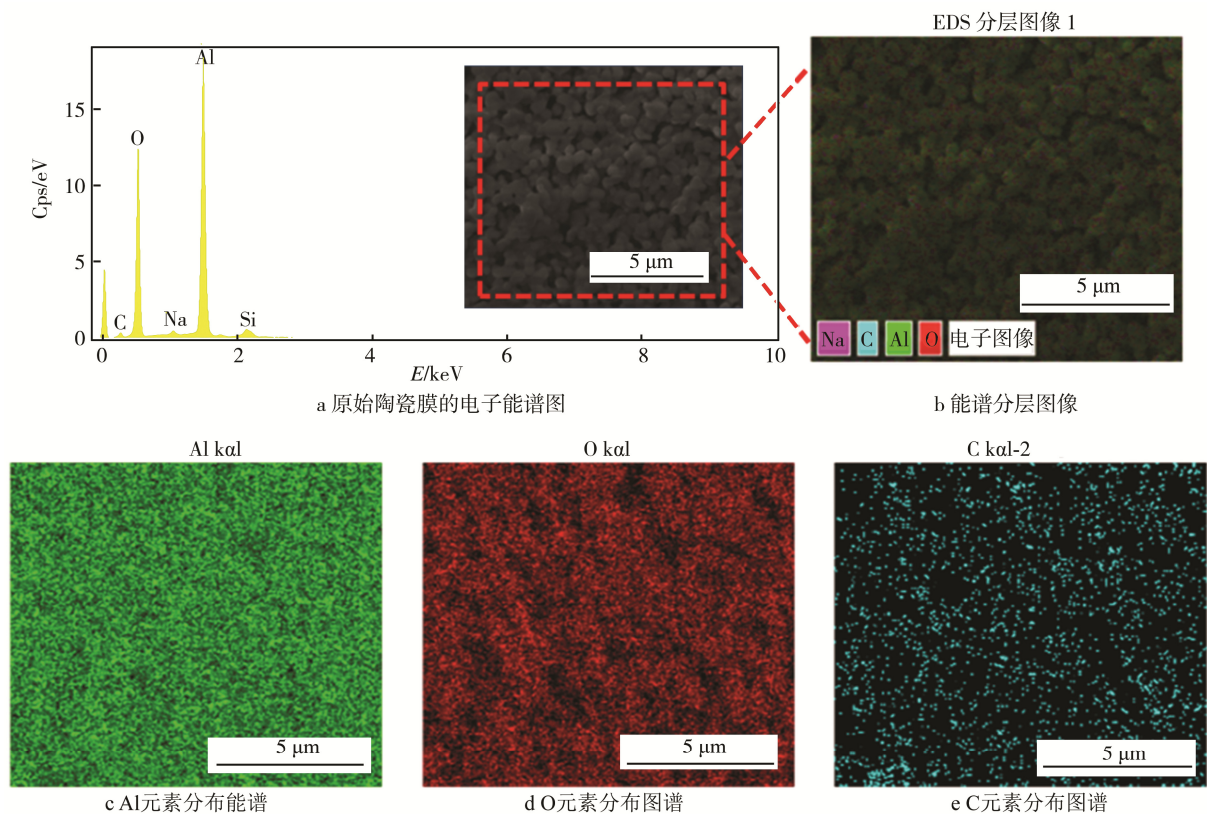 EDS 分层图像 1
Al
15
O
10
Cps/eV
5
5 μm
5 μm
C
Na
Si
0
Na C Al O 电子图像
0 2 4 6 8 10
E/keV
a 原始陶瓷膜的电子能谱图
b 能谱分层图像
Al kαl
O kαl
C kαl-2
5 μm
5 μm
5 μm
c Al元素分布能谱
d O元素分布图谱
e C元素分布图谱